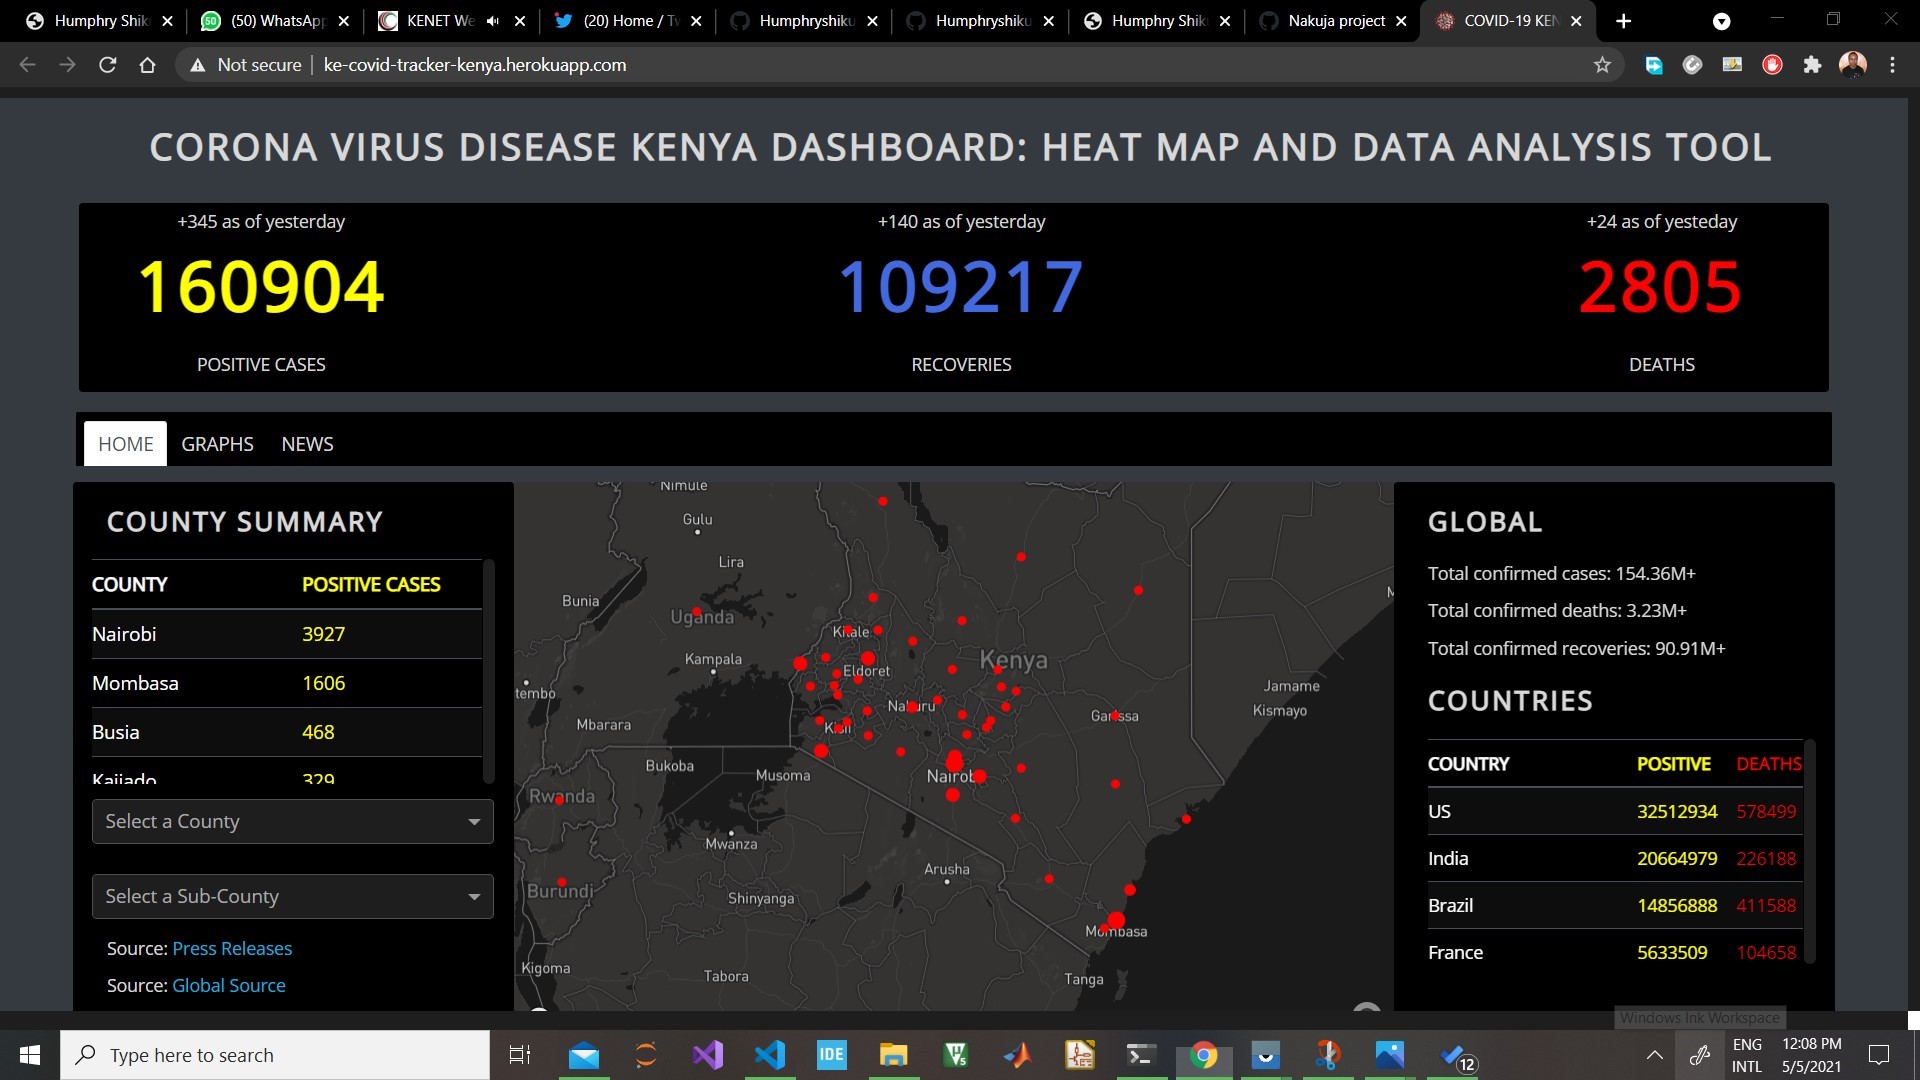 Humphry Shik
(50) WhatsApp
KENET We
(20) Home / Tw
Humphryshiku
Humphryshiku
Humphry Shik
Nakuja project
COVID-19 KEN
Not secure
ke-covid-tracker-kenya.herokuapp.com
CORONA VIRUS DISEASE KENYA DASHBOARD: HEAT MAP AND DATA ANALYSIS TOOL
+345 as of yesterday
160904
POSITIVE CASES
+140 as of yesterday
109217
RECOVERIES
+24 as of yesteday
2805
DEATHS
HOME GRAPHS NEWS
COUNTY SUMMARY
COUNTY POSITIVE CASES
Nairobi 3927
Mombasa 1606
Busia 468
Kajiado 329
Select a County
Select a Sub-County
Source: Press Releases
Source: Global Source
Nimule
Gulu
Lira
Bunia
Uganda
Kitale
Kampala
Kenya
Eldoret
tembo
Jamame
Nakuru
Kismayo
Mbarara
Kisii
Garissa
Bukoba
Musoma
Nairobi
Rwanda
Mwanza
Arusha
Burundi
Shinyanga
Mombasa
Kigoma
Tabora
Tanga
GLOBAL
Total confirmed cases: 154.36M+
Total confirmed deaths: 3.23M+
Total confirmed recoveries: 90.91M+
COUNTRIES
COUNTRY POSITIVE DEATHS
US 32512934 578499
India 20664979 226188
Brazil 14856888 411588
France 5633509 104658
Windows Ink Workspace
Type here to search
IDE
12
ENG
INTL
12:08 PM
5/5/2021